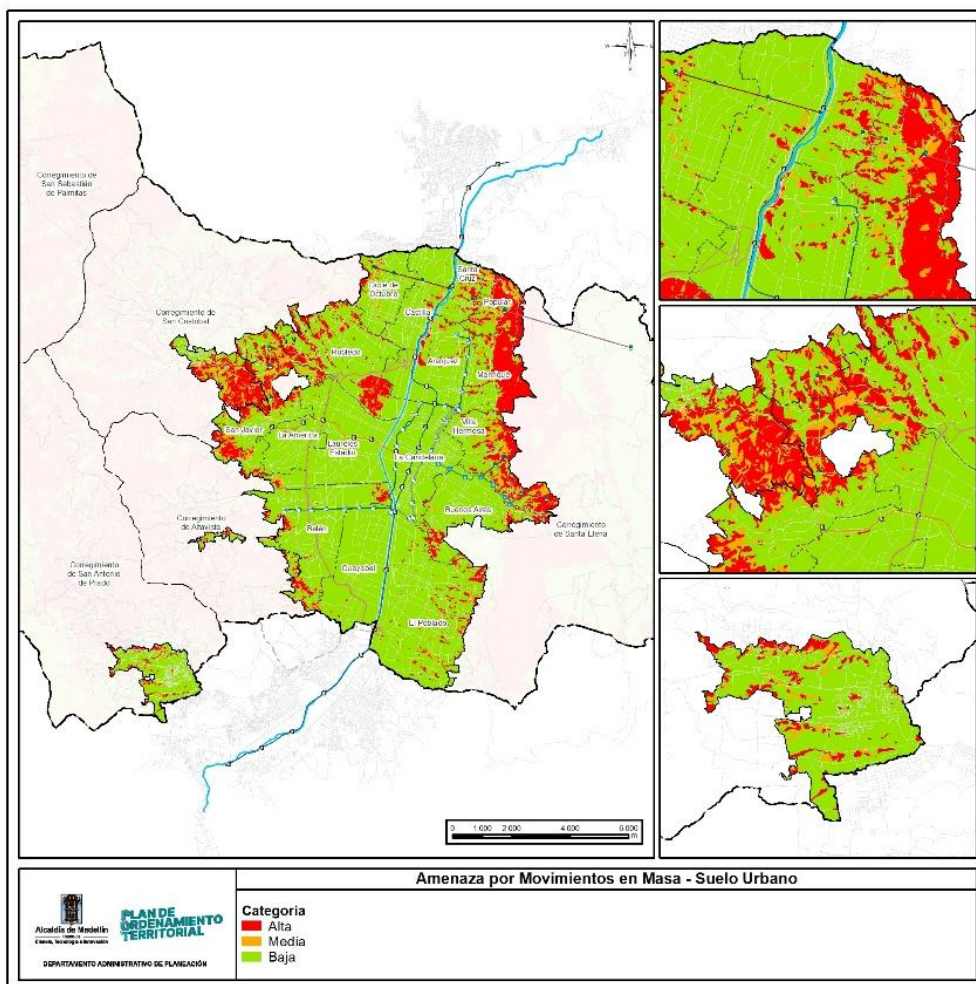 Corregimiento de
San Sebastián
de Palmitas
Corregimiento de
San Cristóbal
Doce de
Octubre
Santa
Cruz
Popular
Castilla
Robledo
Aranjuez
Manrique
San Javier
La América
Laureles
Estadio
Villa
Hermosa
La Candelaria
Corregimiento
de Altavista
Belén
Buenos Aires
Corregimiento
de Santa Elena
Corregimiento
de San Antonio
de Prado
Guayabal
El Poblado
0 1.000 2.000 4.000 6.000
m
Amenaza por Movimientos en Masa - Suelo Urbano
Alcaldía de Medellín
Ciencia, Tecnología e Innovación
PLAN DE
ORDENAMIENTO
TERRITORIAL
DEPARTAMENTO ADMINISTRATIVO DE PLANEACIÓN
Categoria
Alta
Media
Baja